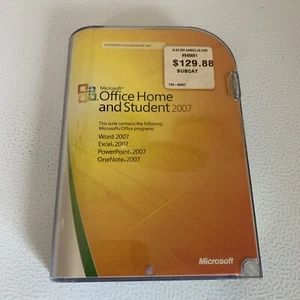 $129.88
SUBCAT
Microsoft®
Office Home
and Student 2007
This suite contains the following
Microsoft® Office programs:
Word 2007
Excel® 2007
PowerPoint® 2007
OneNote® 2007
Microsoft